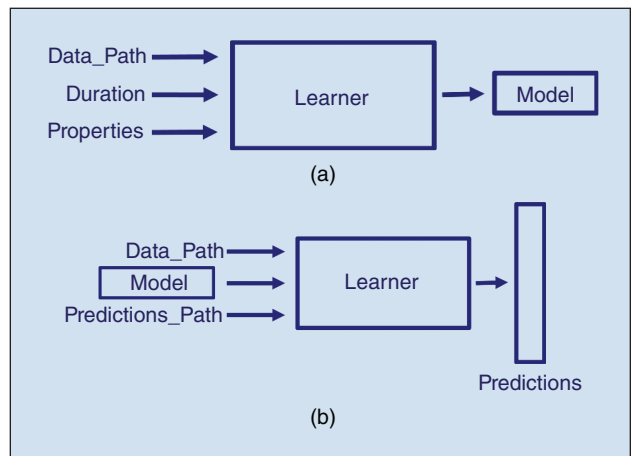 Data_Path
Duration
Properties
Learner
Model
(a)
Data_Path
Model
Predictions_Path
Learner
Predictions
(b)